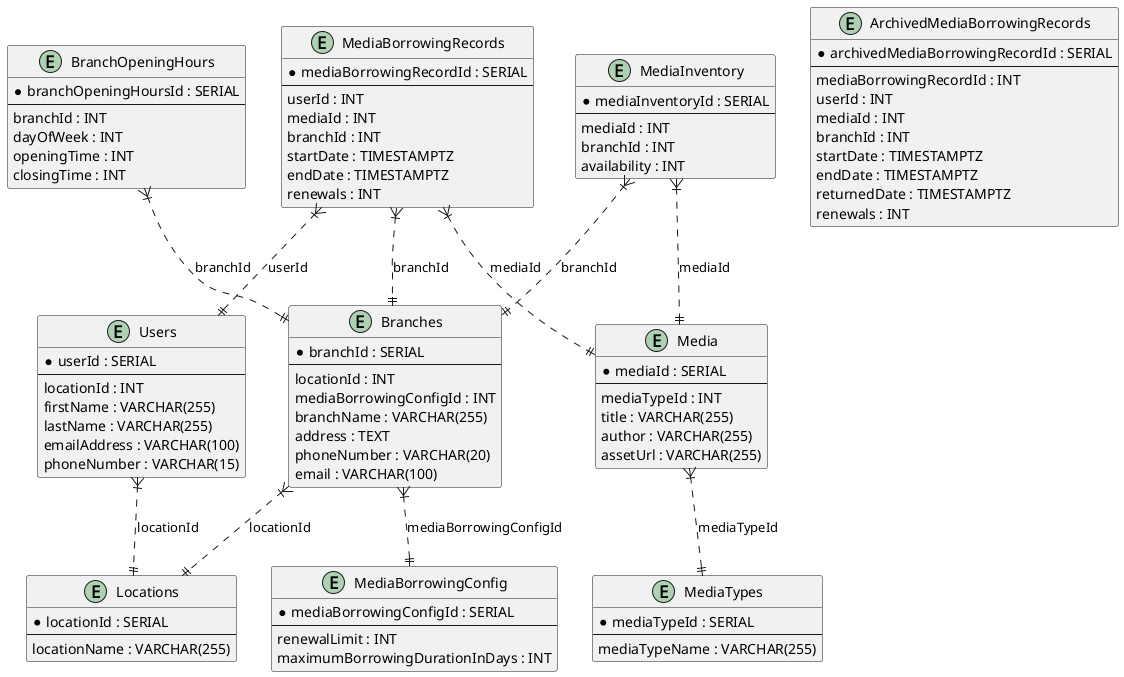 E BranchOpeningHours
* branchOpeningHoursId : SERIAL
branchId : INT
dayOfWeek : INT
openingTime : INT
closingTime : INT
E MediaBorrowingRecords
* mediaBorrowingRecordId : SERIAL
userId : INT
mediaId : INT
branchId : INT
startDate : TIMESTAMPTZ
endDate : TIMESTAMPTZ
renewals : INT
E MediaInventory
* mediaInventoryId : SERIAL
mediaId : INT
branchId : INT
availability : INT
E ArchivedMediaBorrowingRecords
* archivedMediaBorrowingRecordId : SERIAL
mediaBorrowingRecordId : INT
userId : INT
mediaId : INT
branchId : INT
startDate : TIMESTAMPTZ
endDate : TIMESTAMPTZ
returnedDate : TIMESTAMPTZ
renewals : INT
branchId
userId
branchId
mediaId
branchId
mediaId
E Users
* userId : SERIAL
locationId : INT
firstName : VARCHAR(255)
lastName : VARCHAR(255)
emailAddress : VARCHAR(100)
phoneNumber : VARCHAR(15)
E Branches
* branchId : SERIAL
locationId : INT
mediaBorrowingConfigId : INT
branchName : VARCHAR(255)
address : TEXT
phoneNumber : VARCHAR(20)
email : VARCHAR(100)
E Media
* mediaId : SERIAL
mediaTypeId : INT
title : VARCHAR(255)
author : VARCHAR(255)
assetUrl : VARCHAR(255)
locationId
locationId
mediaBorrowingConfigId
mediaTypeId
E Locations
* locationId : SERIAL
locationName : VARCHAR(255)
E MediaBorrowingConfig
* mediaBorrowingConfigId : SERIAL
renewalLimit : INT
maximumBorrowingDurationInDays : INT
E MediaTypes
* mediaTypeId : SERIAL
mediaTypeName : VARCHAR(255)